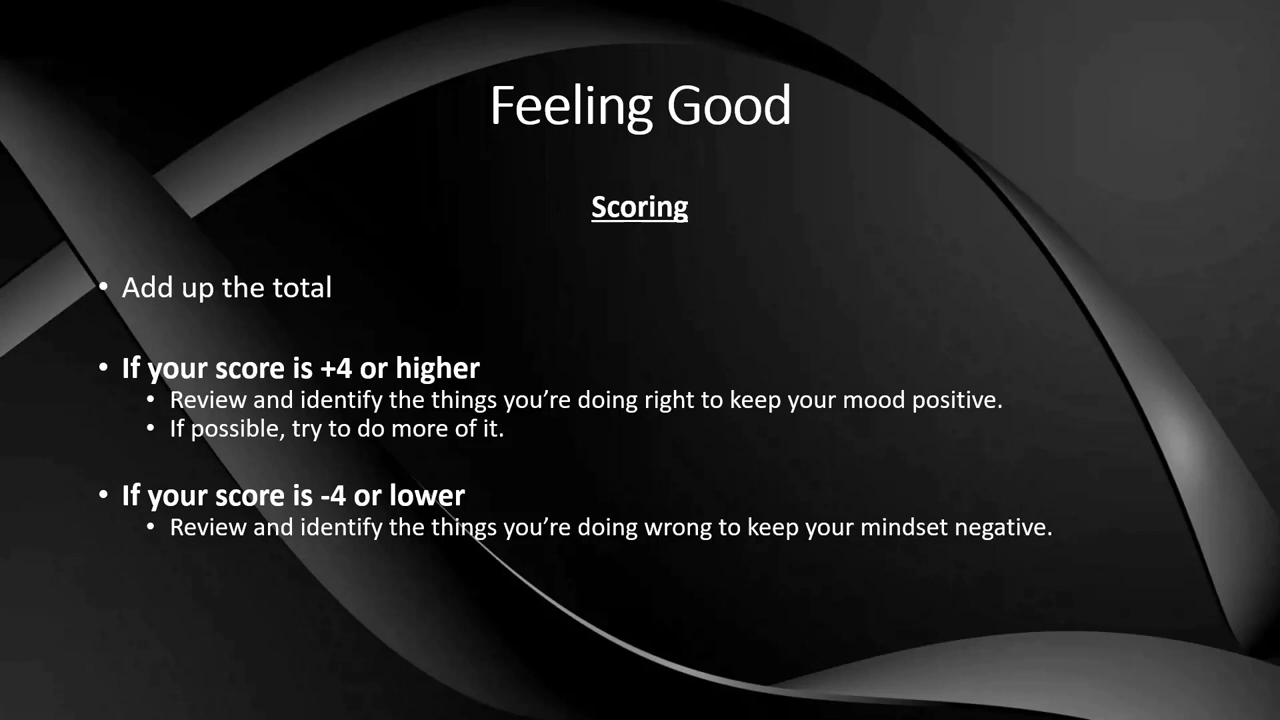 Feeling Good
Scoring
• Add up the total
• If your score is +4 or higher
• Review and identify the things you’re doing right to keep your mood positive.
• If possible, try to do more of it.
• If your score is -4 or lower
• Review and identify the things you’re doing wrong to keep your mindset negative.